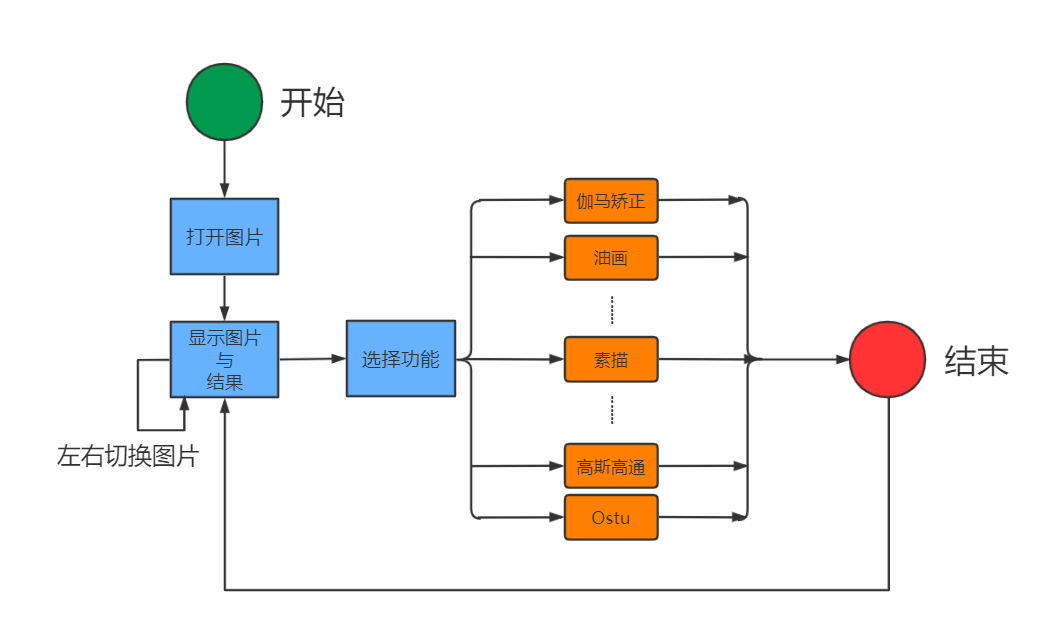 开始
打开图片
显示图片
与
结果
左右切换图片
选择功能
伽马矫正
油画
素描
高斯高通
Ostu
结束